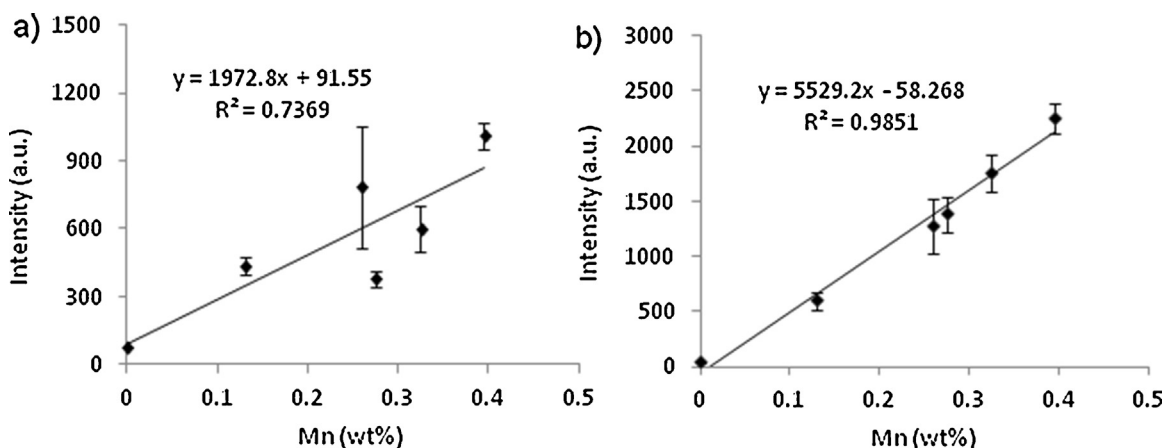 a)
1500
1200
900
600
300
0
Intensity (a.u.)
y = 1972.8x + 91.55
R² = 0.7369
0 0.1 0.2 0.3 0.4 0.5
Mn (wt%)
b)
3000
2500
2000
1500
1000
500
0
Intensity (a.u.)
y = 5529.2x - 58.268
R² = 0.9851
0 0.1 0.2 0.3 0.4 0.5
Mn (wt%)